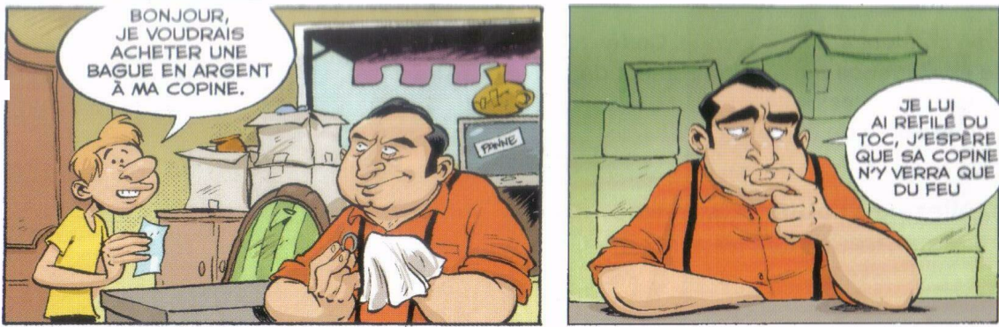 BONJOUR,
JE VOUDRAIS
ACHETER UNE
BAGUE EN ARGENT
À MA COPINE.
PANNE
JE LUI
AI REFILÉ DU
TOC, J'ESPÈRE
QUE SA COPINE
N'Y VERRA QUE
DU FEU